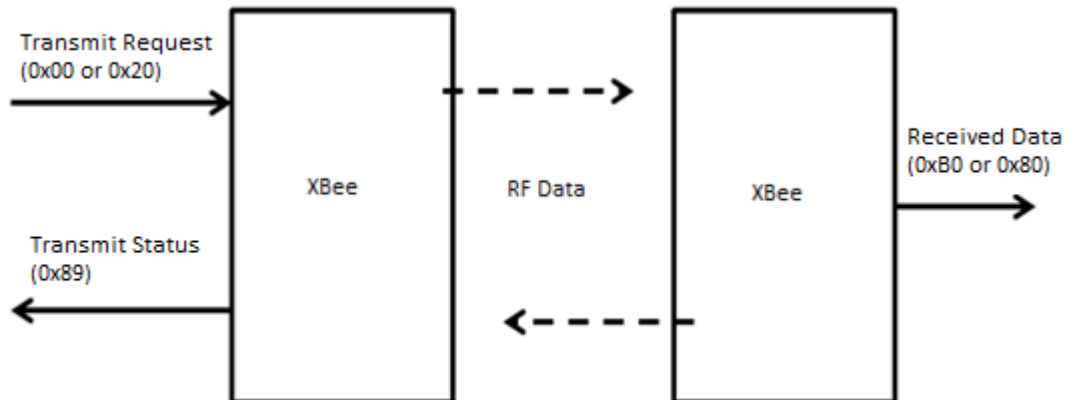 Transmit Request
(0x00 or 0x20)
XBee
RF Data
XBee
Received Data
(0xB0 or 0x80)
Transmit Status
(0x89)